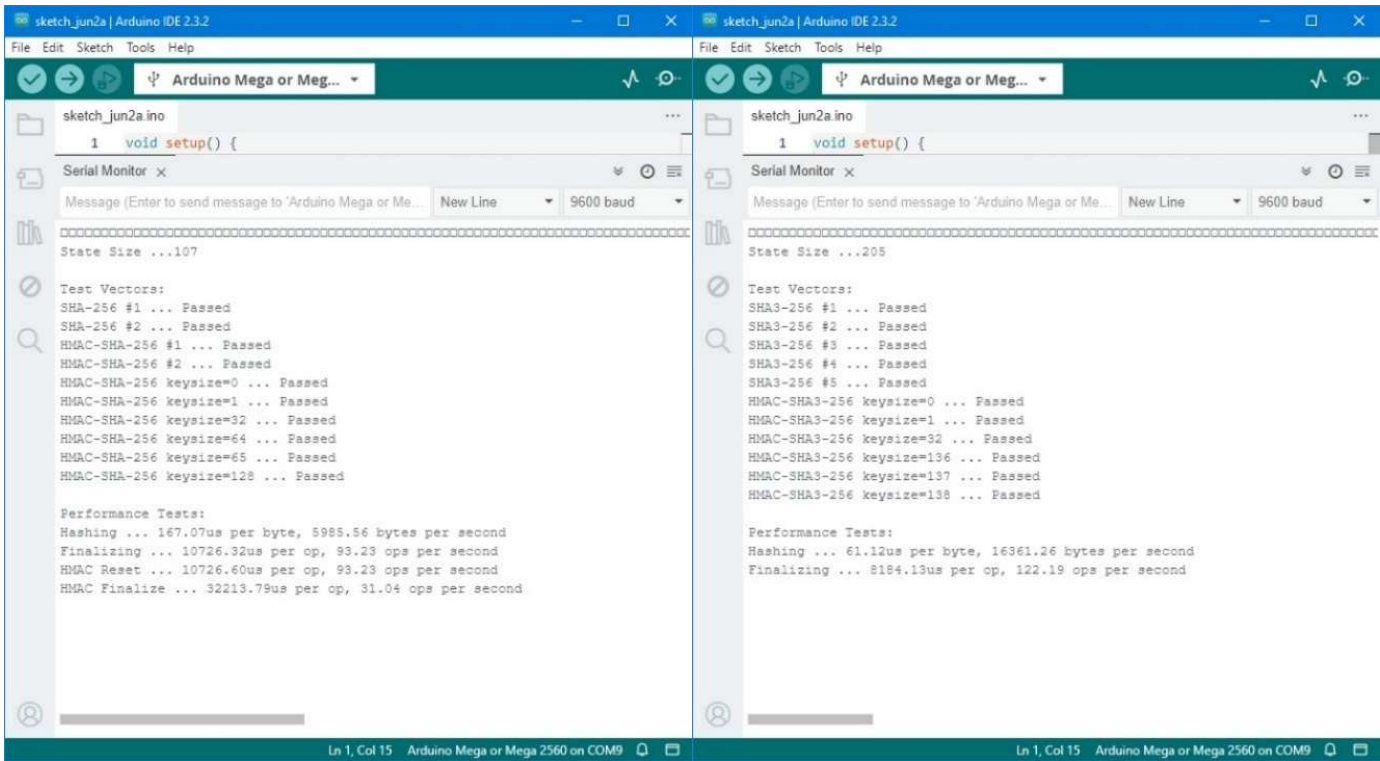 sketch_jun2a | Arduino IDE 2.3.2
File Edit Sketch Tools Help
Arduino Mega or Meg...
sketch_jun2a.ino
...
1 void setup() {
Serial Monitor x
Message (Enter to send message to 'Arduino Mega or Me... New Line 9600 baud
State Size ...107
Test Vectors:
SHA-256 #1 ... Passed
SHA-256 #2 ... Passed
HMAC-SHA-256 #1 ... Passed
HMAC-SHA-256 #2 ... Passed
HMAC-SHA-256 keysize=0 ... Passed
HMAC-SHA-256 keysize=1 ... Passed
HMAC-SHA-256 keysize=32 ... Passed
HMAC-SHA-256 keysize=64 ... Passed
HMAC-SHA-256 keysize=65 ... Passed
HMAC-SHA-256 keysize=128 ... Passed
Performance Tests:
Hashing ... 167.07us per byte, 5985.56 bytes per second
Finalizing ... 10726.32us per op, 93.23 ops per second
HMAC Reset ... 10726.60us per op, 93.23 ops per second
HMAC Finalize ... 32213.79us per op, 31.04 ops per second
Ln 1, Col 15 Arduino Mega or Mega 2560 on COM9
sketch_jun2a | Arduino IDE 2.3.2
File Edit Sketch Tools Help
Arduino Mega or Meg...
sketch_jun2a.ino
...
1 void setup() {
Serial Monitor x
Message (Enter to send message to 'Arduino Mega or Me... New Line 9600 baud
State Size ...205
Test Vectors:
SHA3-256 #1 ... Passed
SHA3-256 #2 ... Passed
SHA3-256 #3 ... Passed
SHA3-256 #4 ... Passed
SHA3-256 #5 ... Passed
HMAC-SHA3-256 keysize=0 ... Passed
HMAC-SHA3-256 keysize=1 ... Passed
HMAC-SHA3-256 keysize=32 ... Passed
HMAC-SHA3-256 keysize=136 ... Passed
HMAC-SHA3-256 keysize=137 ... Passed
HMAC-SHA3-256 keysize=138 ... Passed
Performance Tests:
Hashing ... 61.12us per byte, 16361.26 bytes per second
Finalizing ... 8184.13us per op, 122.19 ops per second
Ln 1, Col 15 Arduino Mega or Mega 2560 on COM9